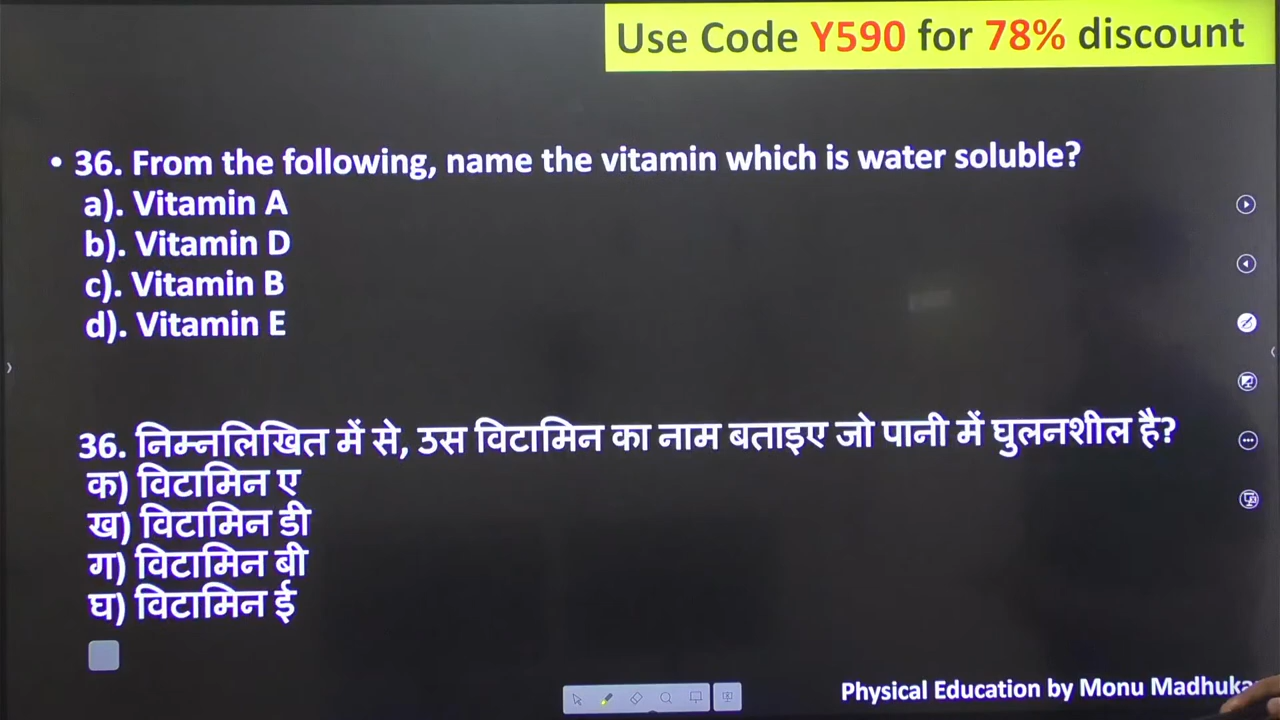 Use Code Y590 for 78% discount
• 36. From the following, name the vitamin which is water soluble?
a). Vitamin A
b). Vitamin D
c). Vitamin B
d). Vitamin E
36. निम्नलिखित में से, उस विटामिन का नाम बताइए जो पानी में घुलनशील है?
क) विटामिन ए
ख) विटामिन डी
ग) विटामिन बी
घ) विटामिन ई
Physical Education by Monu